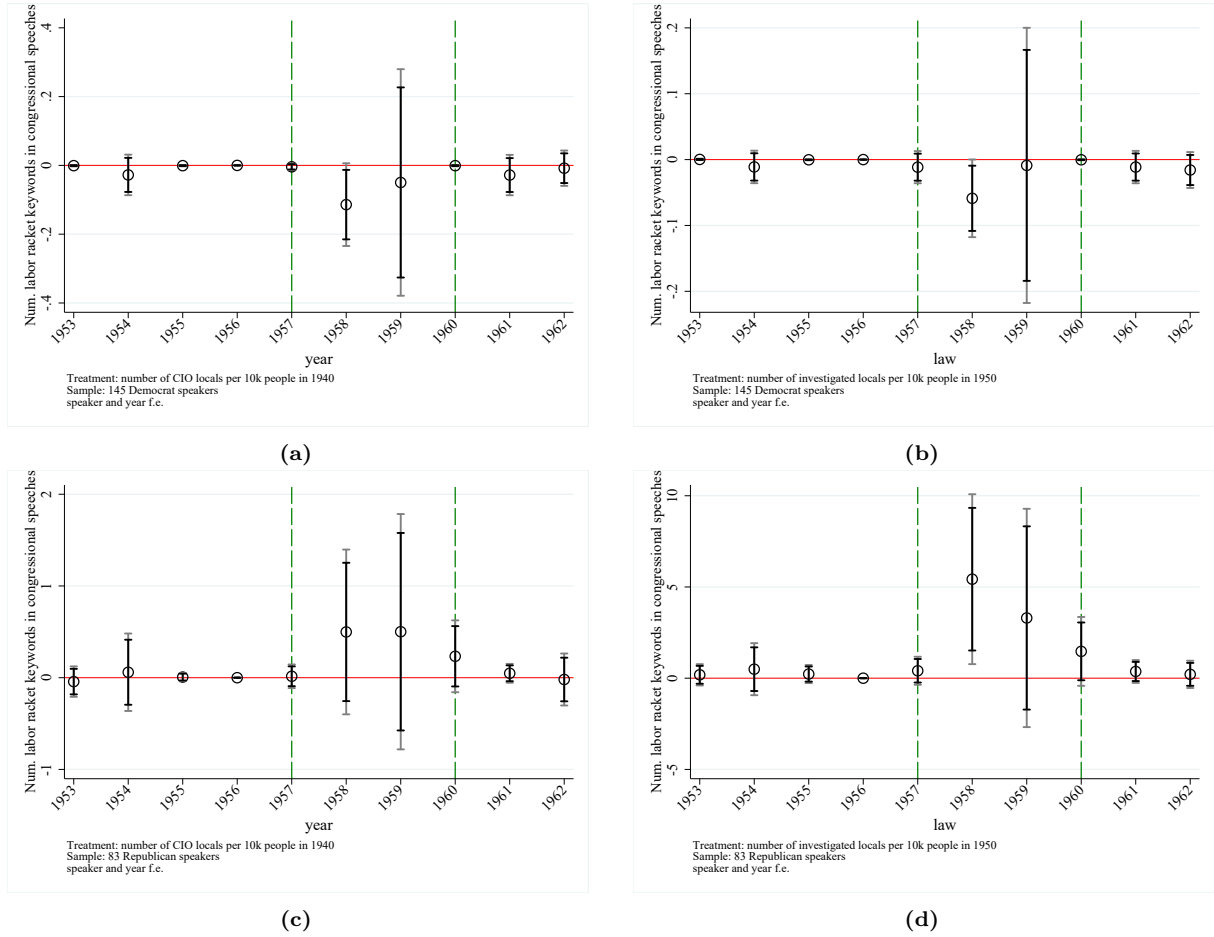 Num. labor racket keywords in congressional speeches
.4
.2
0
-.2
-.4
1953 1954 1955 1956 1957 1958 1959 1960 1961 1962
year
Treatment: number of CIO locals per 10k people in 1940
Sample: 145 Democrat speakers
speaker and year f.e.
(a)
Num. labor racket keywords in congressional speeches
.2
.1
0
-.1
-.2
1953 1954 1955 1956 1957 1958 1959 1960 1961 1962
law
Treatment: number of investigated locals per 10k people in 1950
Sample: 145 Democrat speakers
speaker and year f.e.
(b)
Num. labor racket keywords in congressional speeches
2
1
0
-1
1953 1954 1955 1956 1957 1958 1959 1960 1961 1962
year
Treatment: number of CIO locals per 10k people in 1940
Sample: 83 Republican speakers
speaker and year f.e.
(c)
Num. labor racket keywords in congressional speeches
10
5
0
-5
1953 1954 1955 1956 1957 1958 1959 1960 1961 1962
law
Treatment: number of investigated locals per 10k people in 1950
Sample: 83 Republican speakers
speaker and year f.e.
(d)